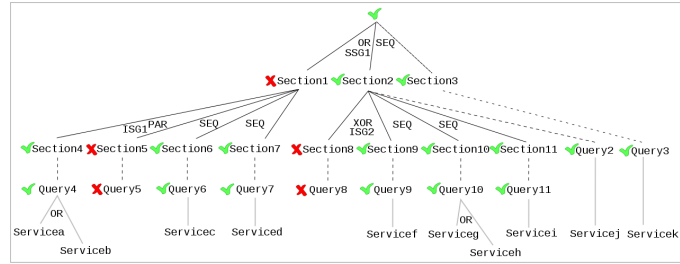 OR SEQ
SSG1
Section1 Section2 Section3
ISG1 PAR SEQ SEQ XOR SEQ SEQ
ISG2
Section4 Section5 Section6 Section7 Section8 Section9 Section10 Section11 Query2 Query3
Query4 Query5 Query6 Query7 Query8 Query9 Query10 Query11
OR OR
Servicea Servicec Serviced Servicef Serviceg Servicei Servicej Servicek
Serviceb Serviceh